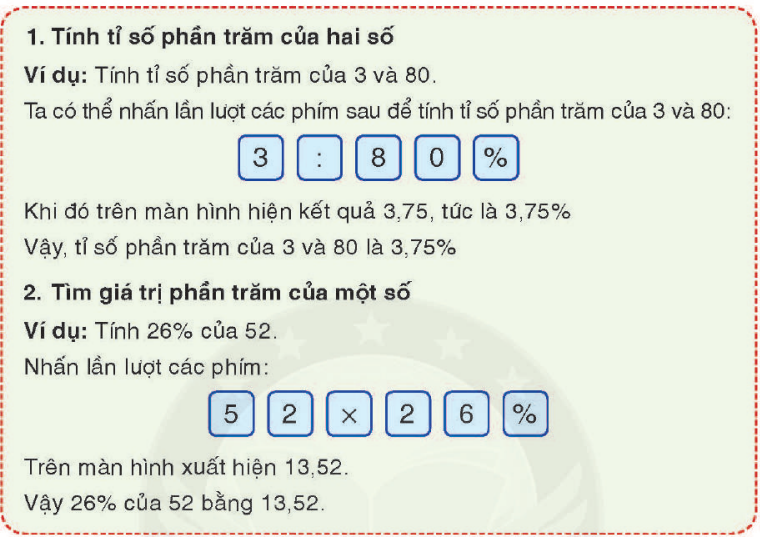 1. Tính tỉ số phần trăm của hai số
Ví dụ: Tính tỉ số phần trăm của 3 và 80.
Ta có thể nhấn lần lượt các phím sau để tính tỉ số phần trăm của 3 và 80:
3 : 8 0 %
Khi đó trên màn hình hiện kết quả 3,75, tức là 3,75%
Vậy, tỉ số phần trăm của 3 và 80 là 3,75%
2. Tìm giá trị phần trăm của một số
Ví dụ: Tính 26% của 52.
Nhấn lần lượt các phím:
5 2 × 2 6 %
Trên màn hình xuất hiện 13,52.
Vậy 26% của 52 bằng 13,52.